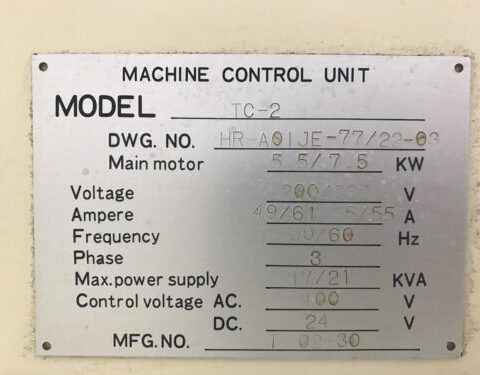 MACHINE CONTROL UNIT
MODEL TC-2
DWG. NO. HR-A01JE-77/22-03
Main motor 5.5/7.5 KW
Voltage V
Ampere A
Frequency Hz
Phase 3
Max. power supply 17/21 KVA
Control voltage AC. 100 V
DC. 24 V
MFG. NO.